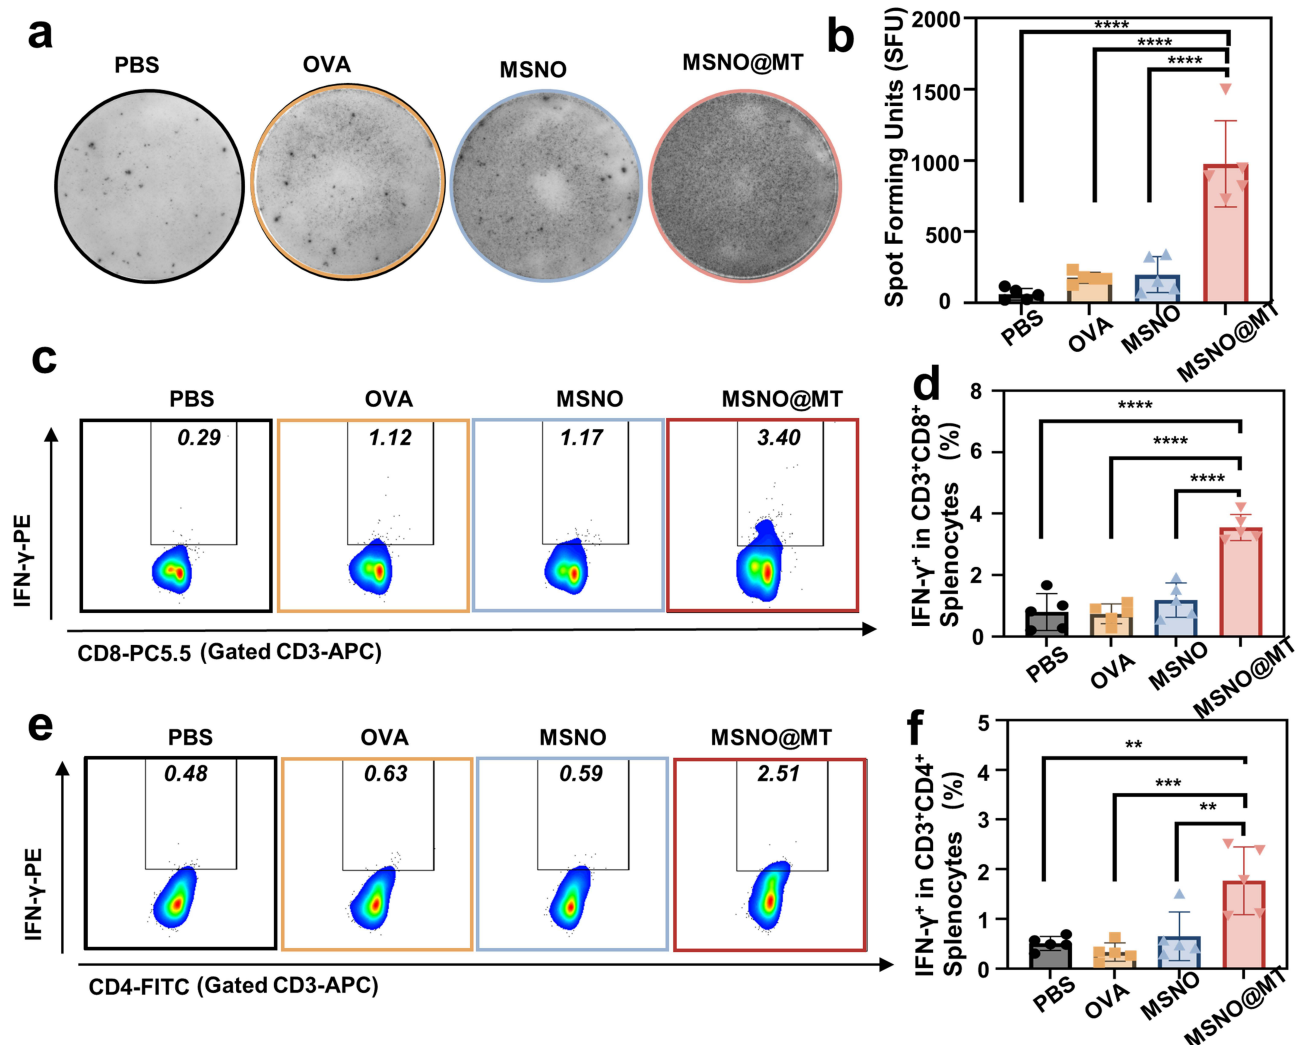 a
PBS
OVA
MSNO
MSNO@MT
b
Spot Forming Units (SFU)
2000
1500
1000
500
0
****
****
****
PBS
OVA
MSNO
MSNO@MT
c
PBS
OVA
MSNO
MSNO@MT
0.29
1.12
1.17
3.40
IFN-γ-PE
CD8-PC5.5 (Gated CD3-APC)
d
IFN-γ⁺ in CD3⁺CD8⁺
Splenocytes (%)
8
6
4
2
0
****
****
****
PBS
OVA
MSNO
MSNO@MT
e
PBS
OVA
MSNO
MSNO@MT
0.48
0.63
0.59
2.51
IFN-γ-PE
CD4-FITC (Gated CD3-APC)
f
IFN-γ⁺ in CD3⁺CD4⁺
Splenocytes (%)
5
4
3
2
1
0
**
***
**
PBS
OVA
MSNO
MSNO@MT